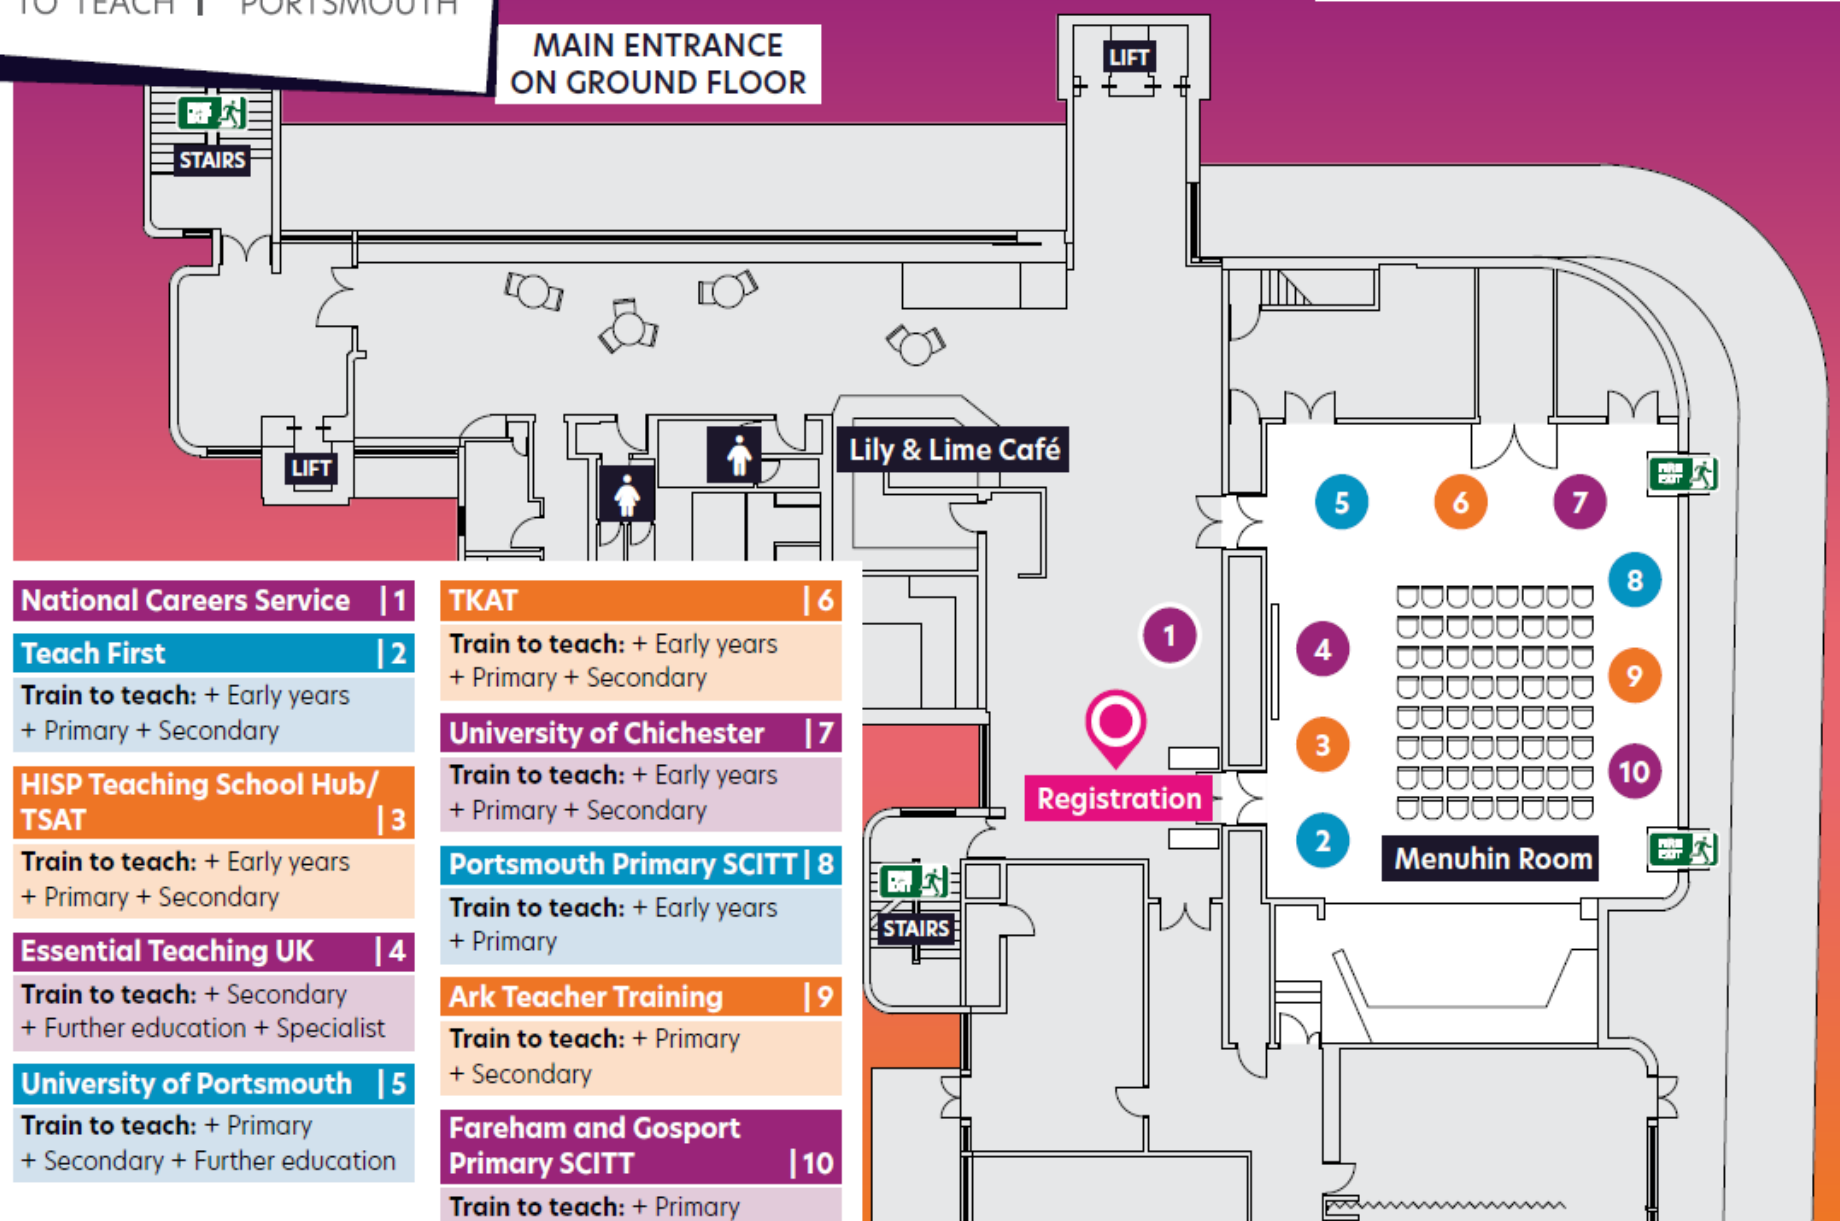 TO TEACH | PORTSMOUTH
MAIN ENTRANCE
ON GROUND FLOOR
LIFT
STAIRS
LIFT
Lily & Lime Café
5
6
7
8
1
4
9
3
10
Registration
2
Menuhin Room
FIRE
EXIT
FIRE
EXIT
STAIRS
National Careers Service | 1
Teach First | 2
Train to teach: + Early years
+ Primary + Secondary
HISP Teaching School Hub/
TSAT | 3
Train to teach: + Early years
+ Primary + Secondary
Essential Teaching UK | 4
Train to teach: + Secondary
+ Further education + Specialist
University of Portsmouth | 5
Train to teach: + Primary
+ Secondary + Further education
TKAT | 6
Train to teach: + Early years
+ Primary + Secondary
University of Chichester | 7
Train to teach: + Early years
+ Primary + Secondary
Portsmouth Primary SCITT | 8
Train to teach: + Early years
+ Primary
Ark Teacher Training | 9
Train to teach: + Primary
+ Secondary
Fareham and Gosport
Primary SCITT | 10
Train to teach: + Primary